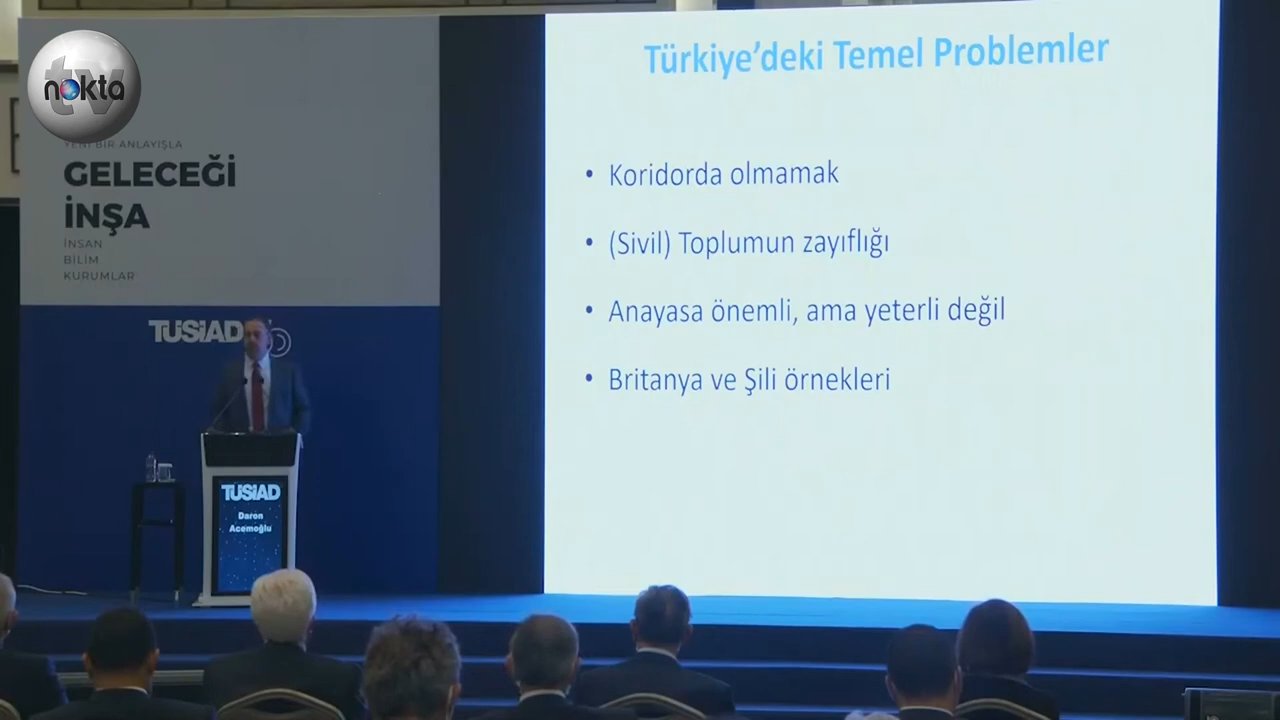 tv
nokta
YENİ BİR ANLAYIŞLA
GELECEĞİ
İNŞA
İNSAN
BİLİM
KURUMLAR
TÜSİAD
TÜSİAD
Daron
Acemoğlu
Türkiye'deki Temel Problemler
• Koridorda olmamak
• (Sivil) Toplumun zayıflığı
• Anayasa önemli, ama yeterli değil
• Britanya ve Şili örnekleri